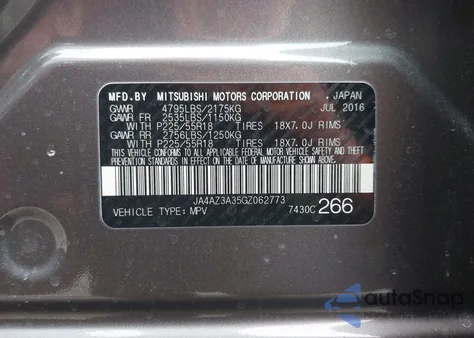 MFD.BY MITSUBISHI MOTORS CORPORATION . JAPAN
GVWR 4795LBS/2175KG JUL 2016
GAWR FR 2535LBS/1150KG
WITH P225/55R18 TIRES 18X7.0J RIMS
GAWR RR 2756LBS/1250KG
WITH P225/55R18 TIRES 18X7.0J RIMS
THIS VEHICLE CONFORMS TO ALL APPLICABLE FEDERAL
MOTOR VEHICLE SAFETY, BUMPER, AND THEFT
PREVENTION STANDARDS IN EFFECT ON THE DATE OF
MANUFACTURE SHOWN ABOVE.
JA4AZ3A35GZ062773
VEHICLE TYPE: MPV 7430C 266
autoSnap